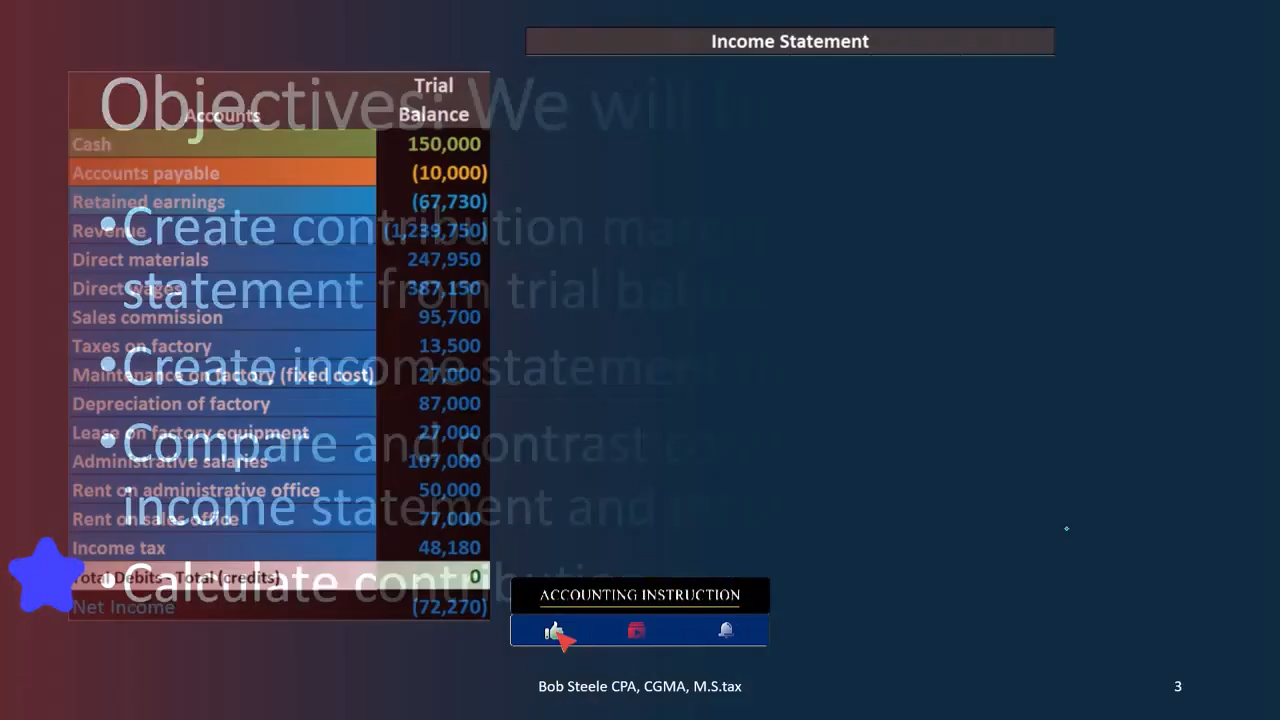 Income Statement
Objectives: We will
Accounts Trial Balance
Cash 150,000
Accounts payable (10,000)
Retained earnings (67,730)
Revenue (1,239,750)
Direct materials 247,950
Direct wages 387,150
Sales commission 95,700
Taxes on factory 13,500
Maintenance on factory (fixed cost) 27,000
Depreciation of factory 87,000
Lease on factory equipment 27,000
Administrative salaries 107,000
Rent on administrative office 50,000
Rent on sales office 77,000
Income tax 48,180
Total Debits - Total (credits) 0
Net Income (72,270)
•Create contribution
statement from trial
•Create income statement
•Compare and contrast
income statement and
•Calculate
ACCOUNTING INSTRUCTION
Bob Steele CPA, CGMA, M.S.tax
3